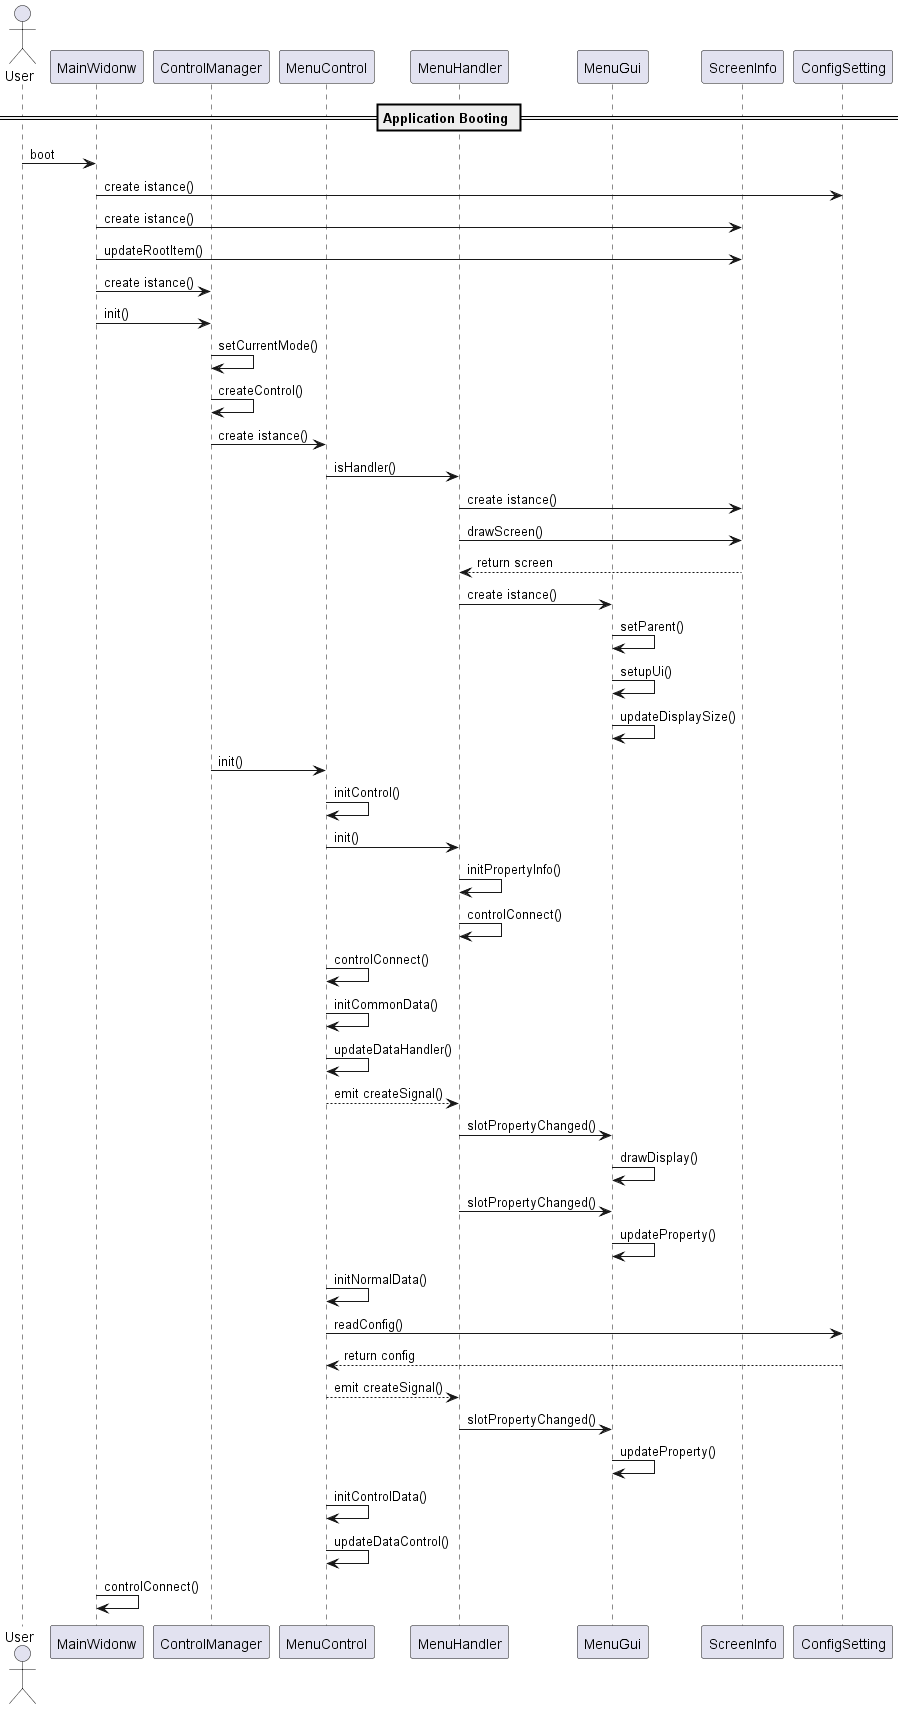 User
MainWidonw
ControlManager
MenuControl
MenuHandler
MenuGui
ScreenInfo
ConfigSetting
Application Booting
boot
create istance()
create istance()
updateRootItem()
create istance()
init()
setCurrentMode()
createControl()
create istance()
isHandler()
create istance()
drawScreen()
return screen
create istance()
setParent()
setupUi()
updateDisplaySize()
init()
initControl()
init()
initPropertyInfo()
controlConnect()
controlConnect()
initCommonData()
updateDataHandler()
emit createSignal()
slotPropertyChanged()
drawDisplay()
slotPropertyChanged()
updateProperty()
initNormalData()
readConfig()
return config
emit createSignal()
slotPropertyChanged()
updateProperty()
initControlData()
updateDataControl()
controlConnect()
User
MainWidonw
ControlManager
MenuControl
MenuHandler
MenuGui
ScreenInfo
ConfigSetting